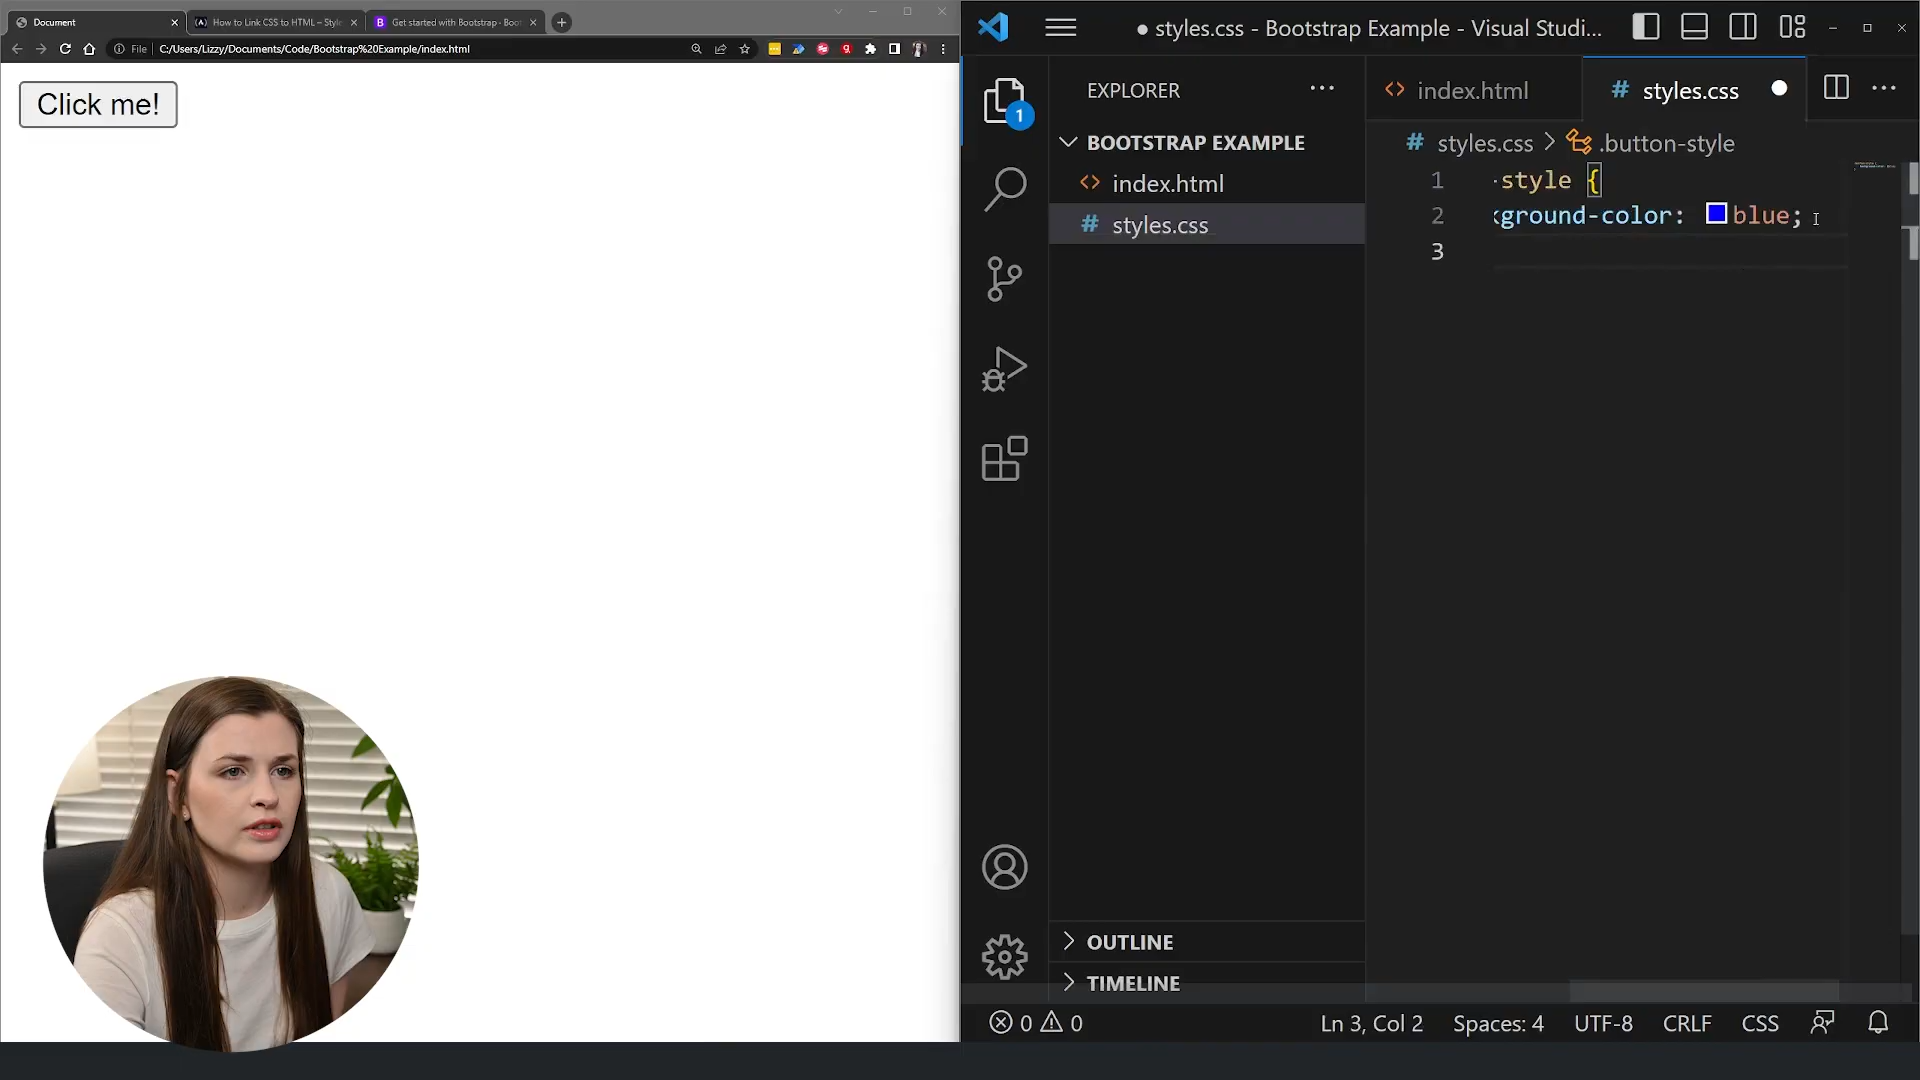 Document
How to Link CSS to HTML – Style
Get started with Bootstrap · Boo
File
C:/Users/Lizzy/Documents/Code/Bootstrap%20Example/index.html
Click me!
styles.css - Bootstrap Example - Visual Studi...
EXPLORER
1
BOOTSTRAP EXAMPLE
index.html
styles.css
OUTLINE
TIMELINE
index.html
styles.css
styles.css > .button-style
1 -style {
2 kground-color: blue;
3
0 0
Ln 3, Col 2
Spaces: 4
UTF-8
CRLF
CSS